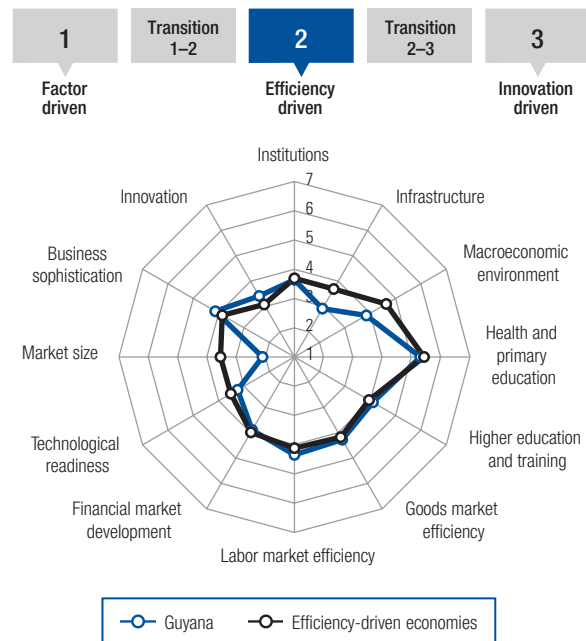 1
Transition
1–2
2
Transition
2–3
3
Factor
driven
Efficiency
driven
Innovation
driven
Institutions
Infrastructure
Macroeconomic
environment
Health and
primary
education
Higher education
and training
Goods market
efficiency
Labor market efficiency
Financial market
development
Technological
readiness
Market size
Business
sophistication
Innovation
7
6
5
4
3
2
1
Guyana
Efficiency-driven economies